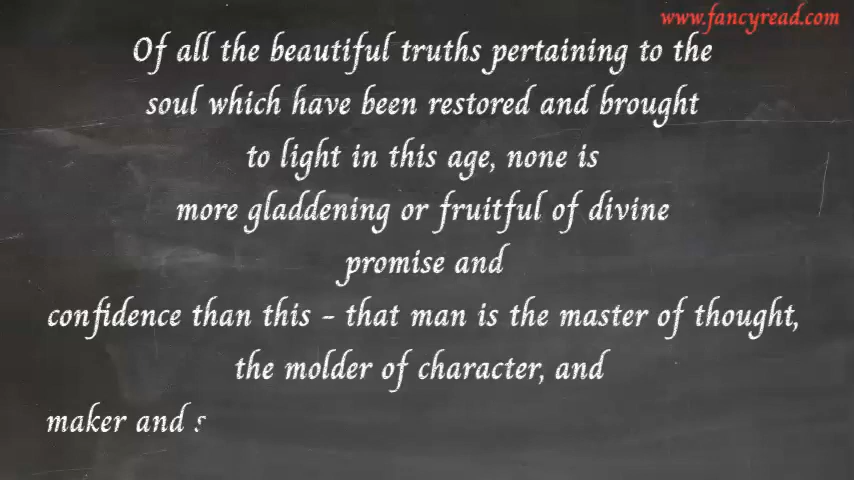 www.fancyread.com
Of all the beautiful truths pertaining to the
soul which have been restored and brought
to light in this age, none is
more gladdening or fruitful of divine
promise and
confidence than this - that man is the master of thought,
the molder of character, and
maker and s